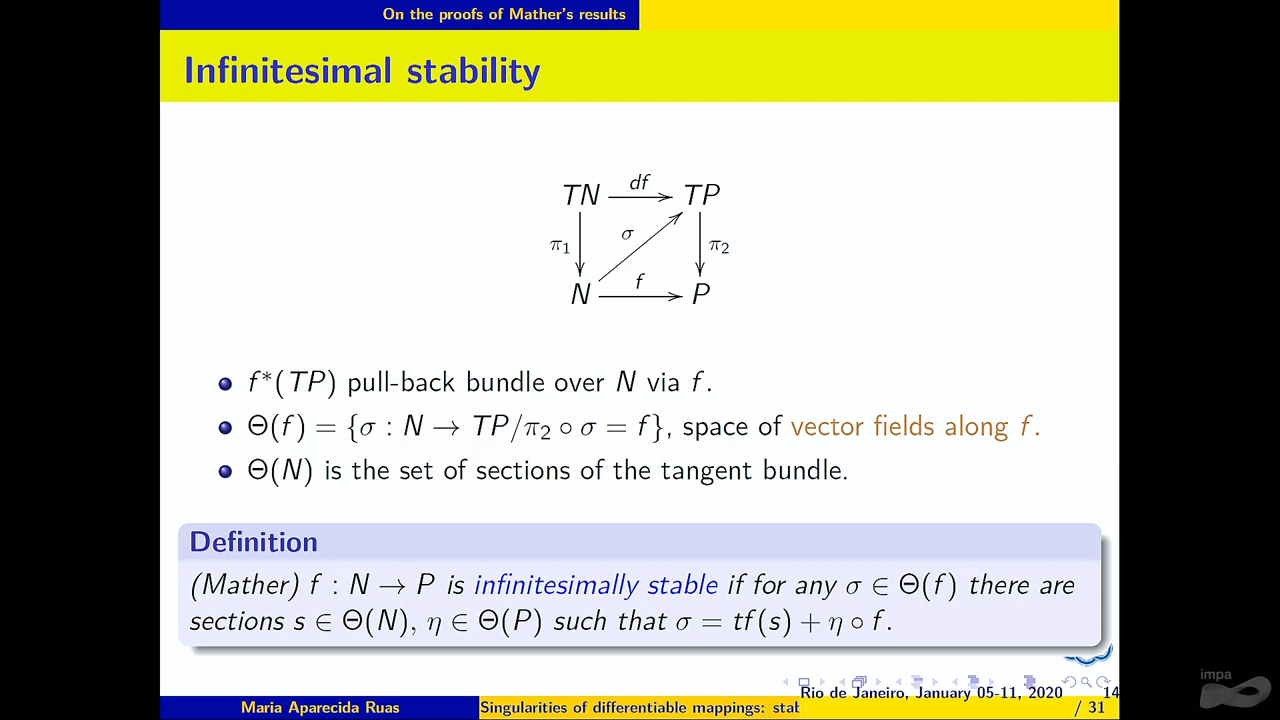 On the proofs of Mather's results
Infinitesimal stability
TN df TP
π₁ σ π₂
N f P
f*(TP) pull-back bundle over N via f.
Θ(f) = {σ : N → TP/π₂ ∘ σ = f}, space of vector fields along f.
Θ(N) is the set of sections of the tangent bundle.
Definition
(Mather) f : N → P is infinitesimally stable if for any σ ∈ Θ(f) there are
sections s ∈ Θ(N), η ∈ Θ(P) such that σ = tf(s) + η ∘ f.
Rio de Janeiro, January 05-11, 2020 14
Maria Aparecida Ruas Singularities of differentiable mappings: stab / 31
impa